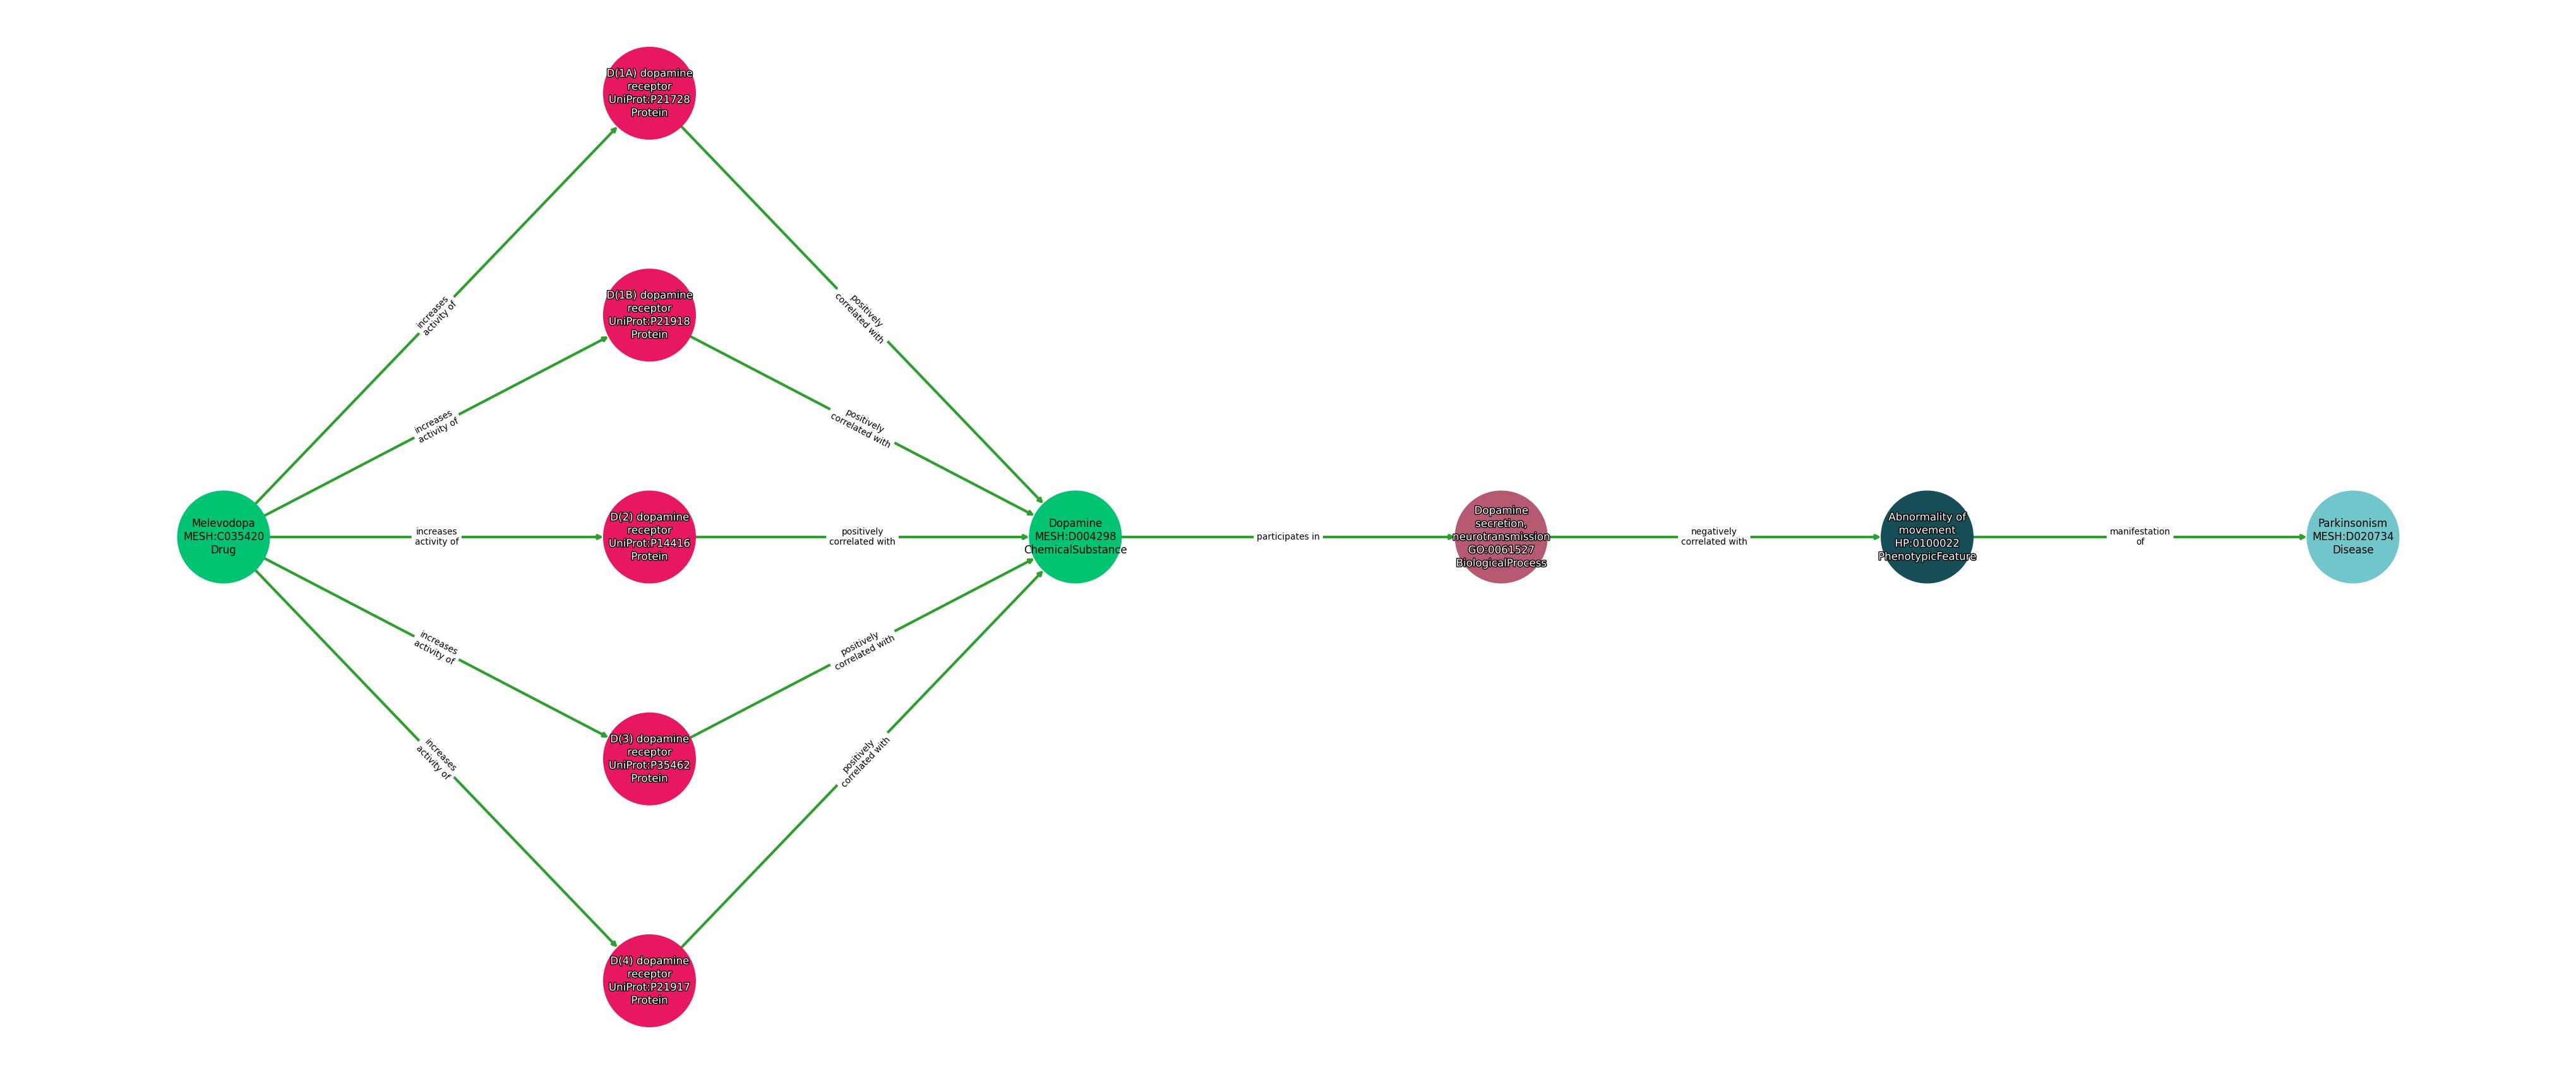 D(1A) dopamine
receptor
UniProt:P21728
Protein
increases
activity of
positively
correlated with
D(1B) dopamine
receptor
UniProt:P21918
Protein
increases
activity of
positively
correlated with
Melevodopa
MESH:C035420
Drug
increases
activity of
D(2) dopamine
receptor
UniProt:P14416
Protein
positively
correlated with
Dopamine
MESH:D004298
ChemicalSubstance
participates in
Dopamine
secretion,
neurotransmission
GO:0061527
BiologicalProcess
negatively
correlated with
Abnormality of
movement
HP:0100022
PhenotypicFeature
manifestation
of
Parkinsonism
MESH:D020734
Disease
increases
activity of
positively
correlated with
D(3) dopamine
receptor
UniProt:P35462
Protein
increases
activity of
positively
correlated with
D(4) dopamine
receptor
UniProt:P21917
Protein